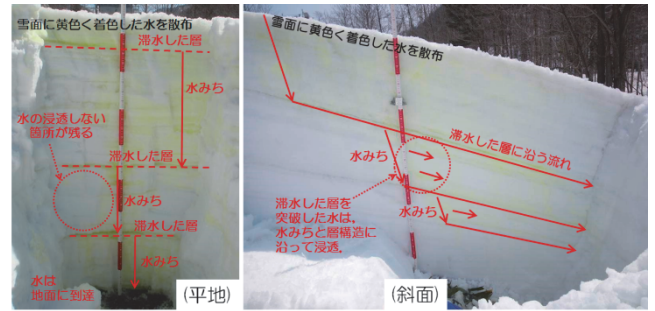 雪面に黄色く着色した水を散布
滞水した層
水みち
水の浸透しない
箇所が残る
滞水した層
水みち
滞水した層
水みち
水は
地面に到達
(平地)
雪面に黄色く着色した水を散布
滞水した層に沿う流れ
水みち
滞水した層を
突破した水は,
水みちと層構造に
沿って浸透。
水みち
(斜面)